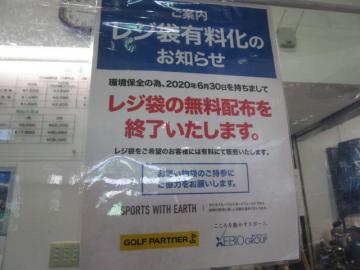 ご案内
レジ袋有料化の
お知らせ
環境保全の為、2020年6月30日を持ちまして
レジ袋の無料配布を
終了いたします。
レジ袋をご希望のお客様には有料にて販売いたします。
お買い物袋のご持参に
ご協力をお願いします。
SPORTS WITH EARTH
GOLF PARTNER
こころを動かすスポーツ。
XEBIO GROUP